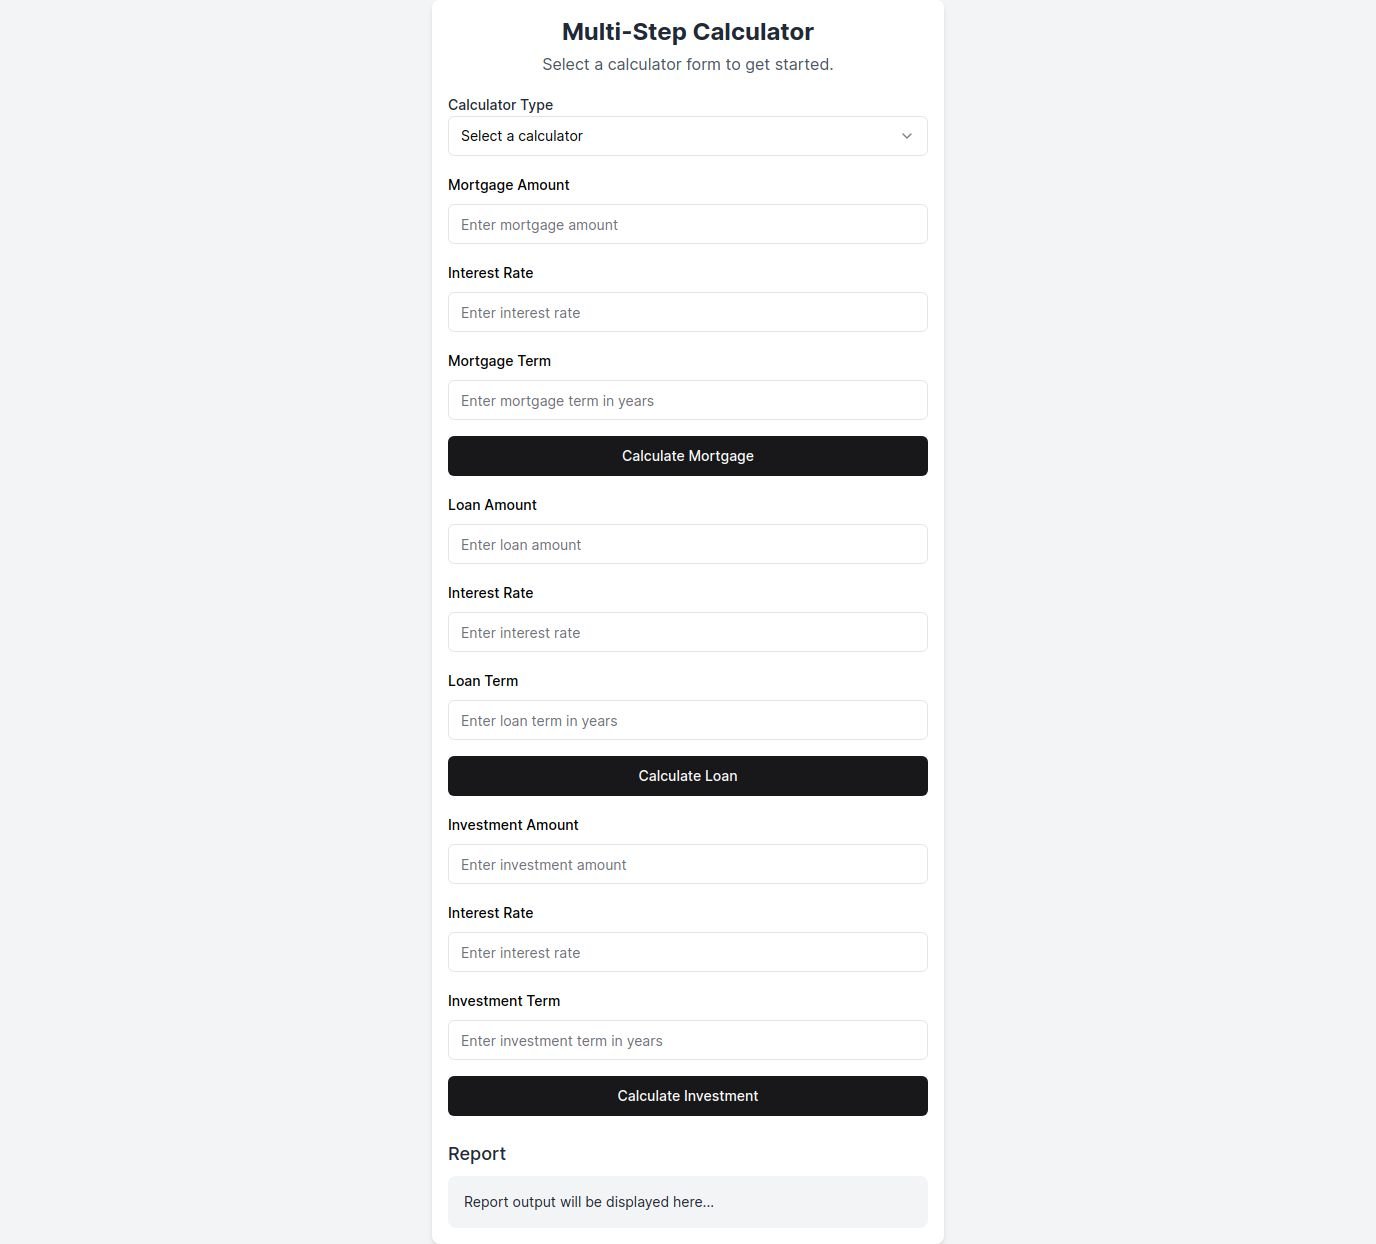 Multi-Step Calculator
Select a calculator form to get started.
Calculator Type
Select a calculator
Mortgage Amount
Enter mortgage amount
Interest Rate
Enter interest rate
Mortgage Term
Enter mortgage term in years
Calculate Mortgage
Loan Amount
Enter loan amount
Interest Rate
Enter interest rate
Loan Term
Enter loan term in years
Calculate Loan
Investment Amount
Enter investment amount
Interest Rate
Enter interest rate
Investment Term
Enter investment term in years
Calculate Investment
Report
Report output will be displayed here...